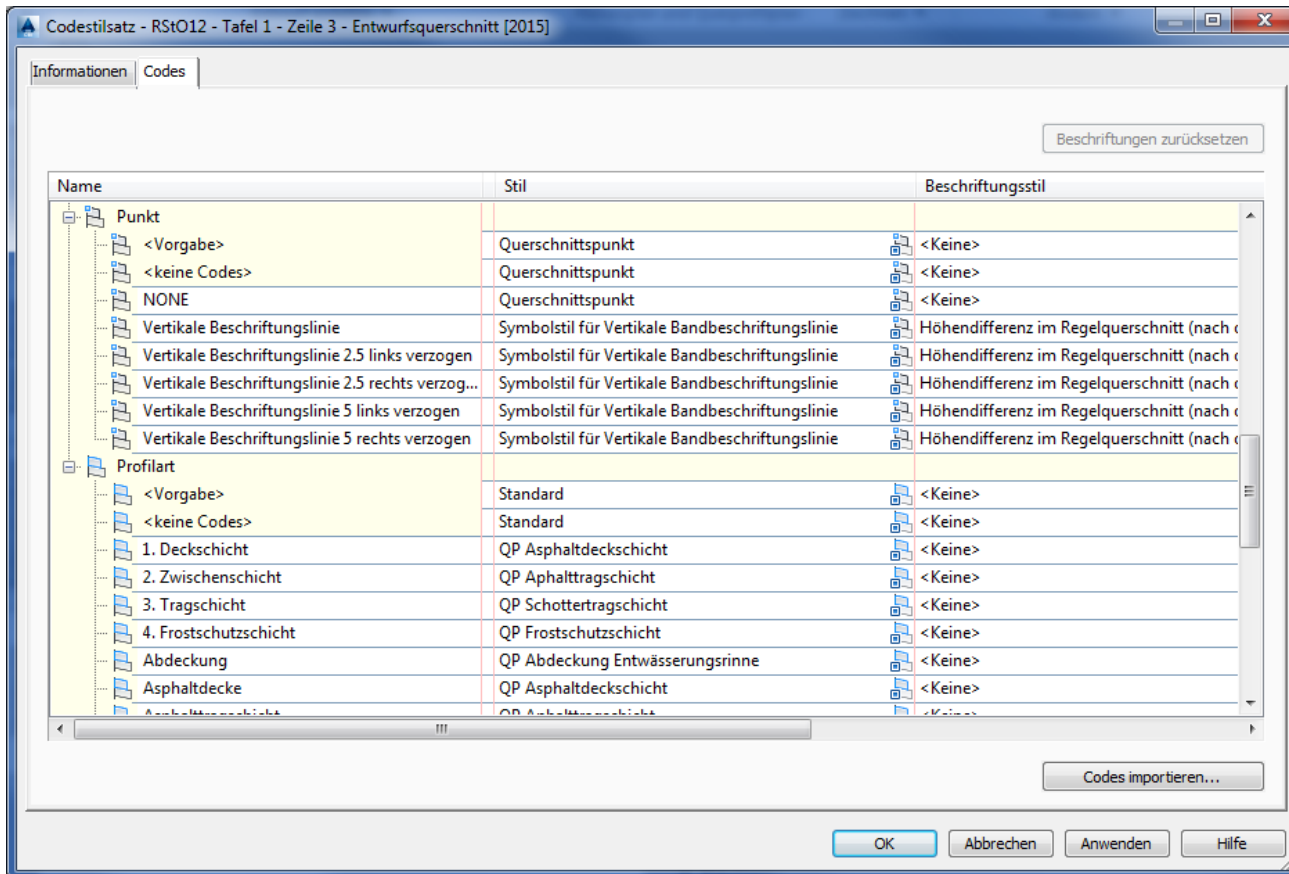 Codestilsatz - RStO12 - Tafel 1 - Zeile 3 - Entwurfsquerschnitt [2015]
Informationen Codes
Beschriftungen zurücksetzen
Name Stil Beschriftungsstil
Punkt
<Vorgabe> Querschnittspunkt <Keine>
<keine Codes> Querschnittspunkt <Keine>
NONE Querschnittspunkt <Keine>
Vertikale Beschriftungslinie Symbolstil für Vertikale Bandbeschriftungslinie Höhendifferenz im Regelquerschnitt (nach
Vertikale Beschriftungslinie 2.5 links verzogen Symbolstil für Vertikale Bandbeschriftungslinie Höhendifferenz im Regelquerschnitt (nach
Vertikale Beschriftungslinie 2.5 rechts verzog... Symbolstil für Vertikale Bandbeschriftungslinie Höhendifferenz im Regelquerschnitt (nach
Vertikale Beschriftungslinie 5 links verzogen Symbolstil für Vertikale Bandbeschriftungslinie Höhendifferenz im Regelquerschnitt (nach
Vertikale Beschriftungslinie 5 rechts verzogen Symbolstil für Vertikale Bandbeschriftungslinie Höhendifferenz im Regelquerschnitt (nach
Profilart
<Vorgabe> Standard <Keine>
<keine Codes> Standard <Keine>
1. Deckschicht QP Asphaltdeckschicht <Keine>
2. Zwischenschicht QP Aphalttragschicht <Keine>
3. Tragschicht QP Schottertragschicht <Keine>
4. Frostschutzschicht QP Frostschutzschicht <Keine>
Abdeckung QP Abdeckung Entwässerungsrinne <Keine>
Asphaltdecke QP Asphaltdeckschicht <Keine>
Codes importieren...
OK Abbrechen Anwenden Hilfe